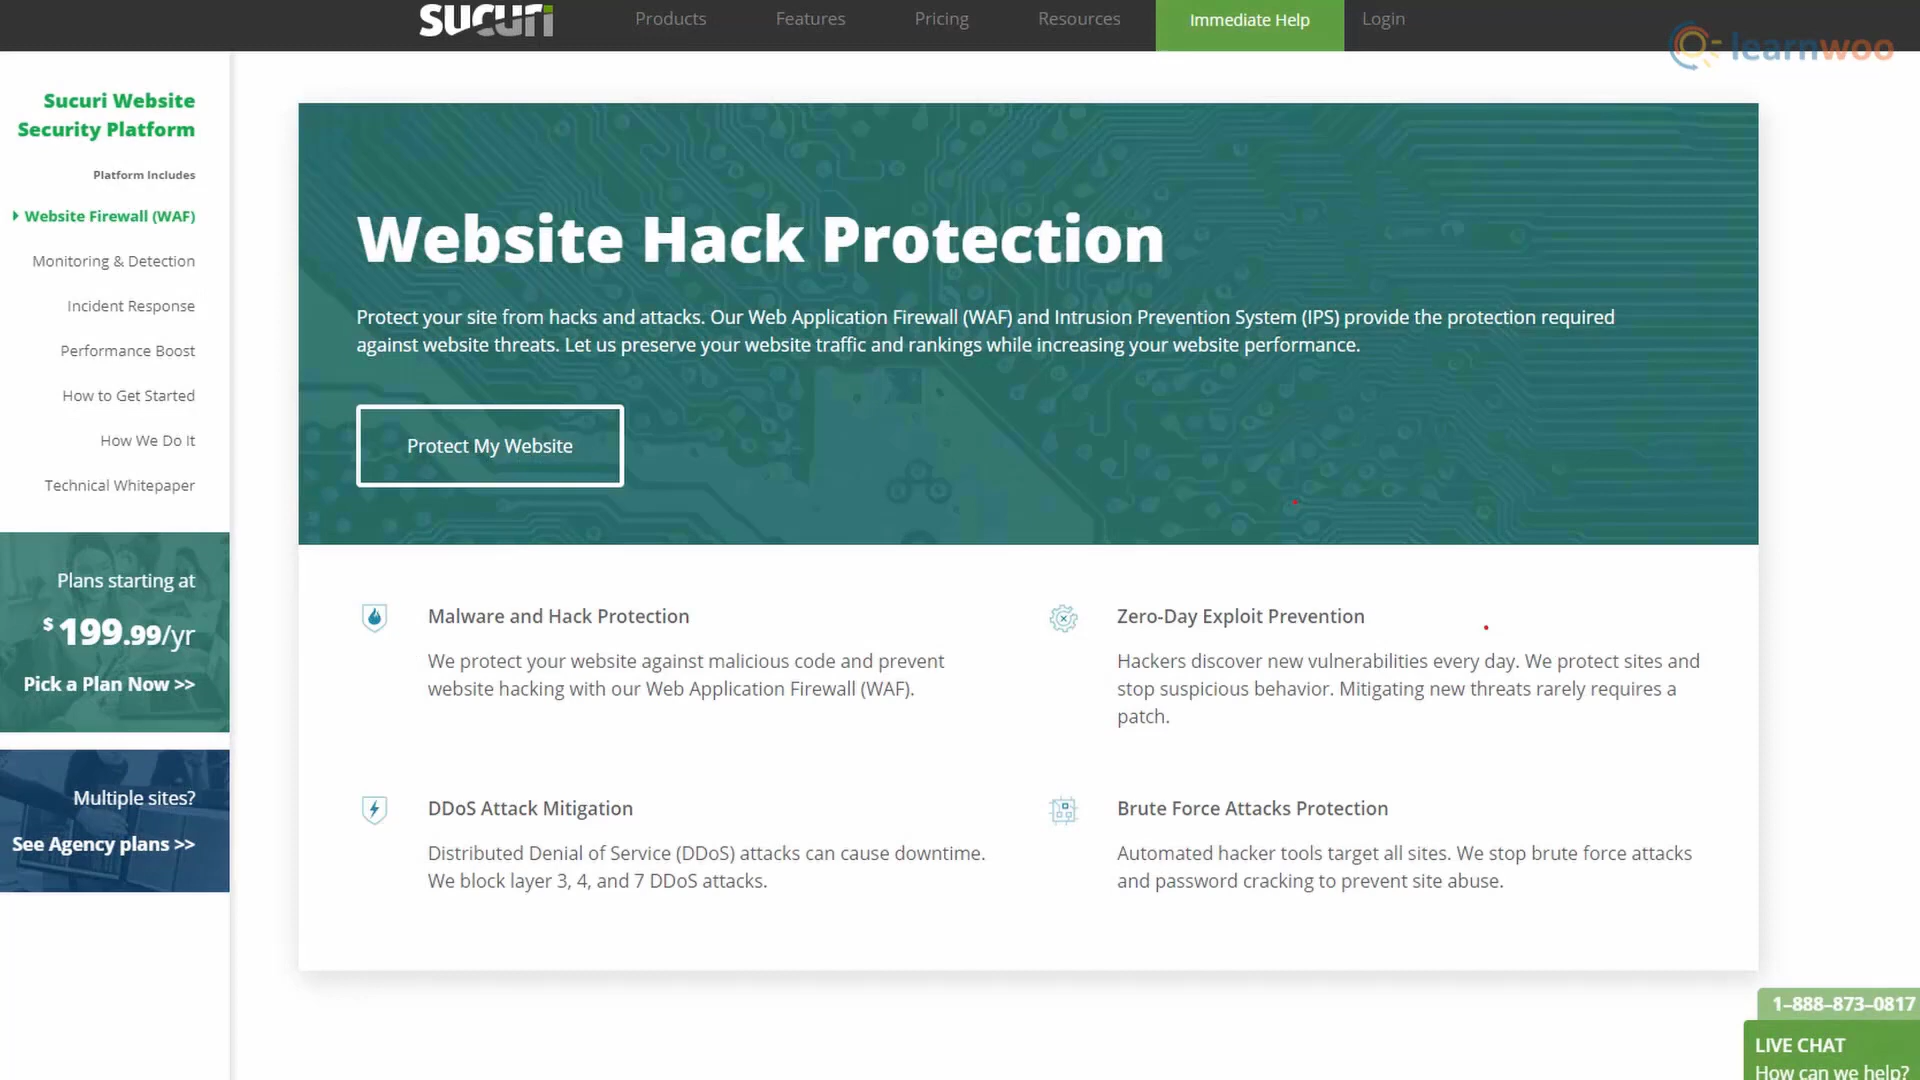 sucuri
Products
Features
Pricing
Resources
Immediate Help
Login
learnwoo
Sucuri Website
Security Platform
Platform Includes
Website Firewall (WAF)
Monitoring & Detection
Incident Response
Performance Boost
How to Get Started
How We Do It
Technical Whitepaper
Plans starting at
$199.99/yr
Pick a Plan Now >>
Multiple sites?
See Agency plans >>
Website Hack Protection
Protect your site from hacks and attacks. Our Web Application Firewall (WAF) and Intrusion Prevention System (IPS) provide the protection required
against website threats. Let us preserve your website traffic and rankings while increasing your website performance.
Protect My Website
Malware and Hack Protection
We protect your website against malicious code and prevent
website hacking with our Web Application Firewall (WAF).
Zero-Day Exploit Prevention
Hackers discover new vulnerabilities every day. We protect sites and
stop suspicious behavior. Mitigating new threats rarely requires a
patch.
DDoS Attack Mitigation
Distributed Denial of Service (DDoS) attacks can cause downtime.
We block layer 3, 4, and 7 DDoS attacks.
Brute Force Attacks Protection
Automated hacker tools target all sites. We stop brute force attacks
and password cracking to prevent site abuse.
1–888–873–0817
LIVE CHAT
How can we help?